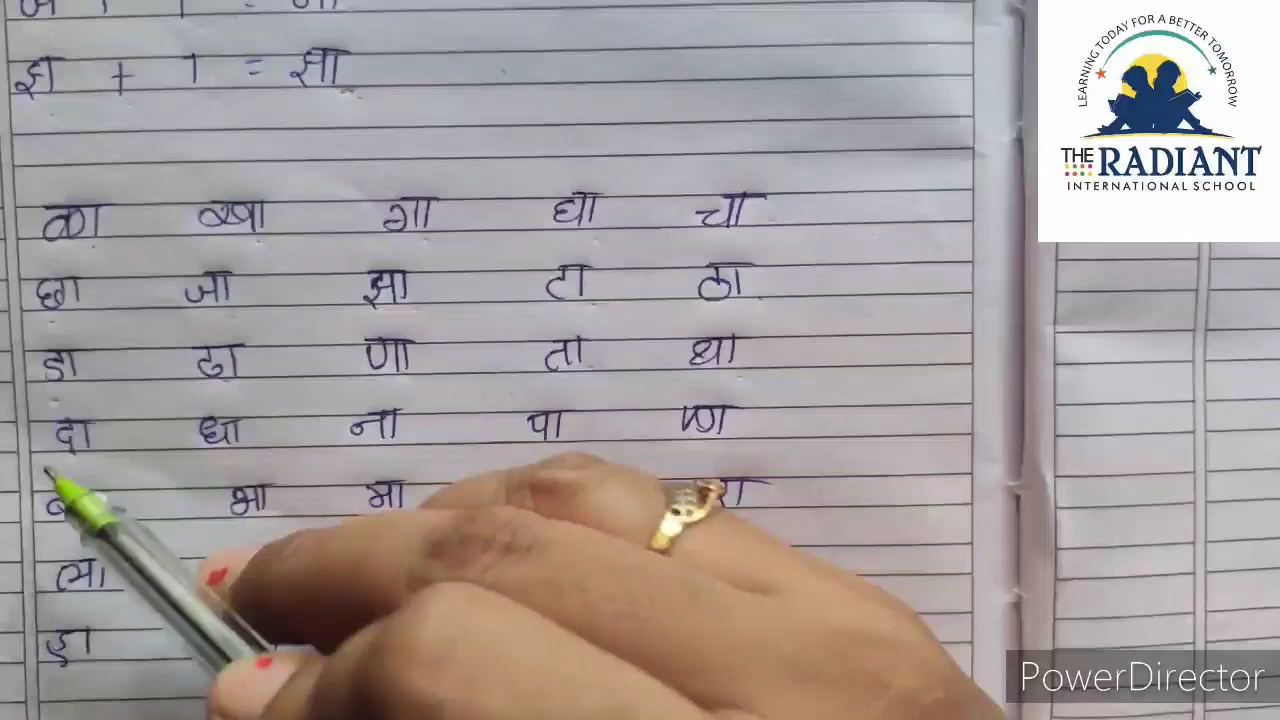 ज्ञ + ा = ज्ञा
का खा गा घा चा
छा जा झा टा ठा
डा ढा णा ता था
दा धा ना पा फा
भा मा
ला
LEARNING TODAY FOR A BETTER TOMORROW
THE RADIANT
INTERNATIONAL SCHOOL
PowerDirector